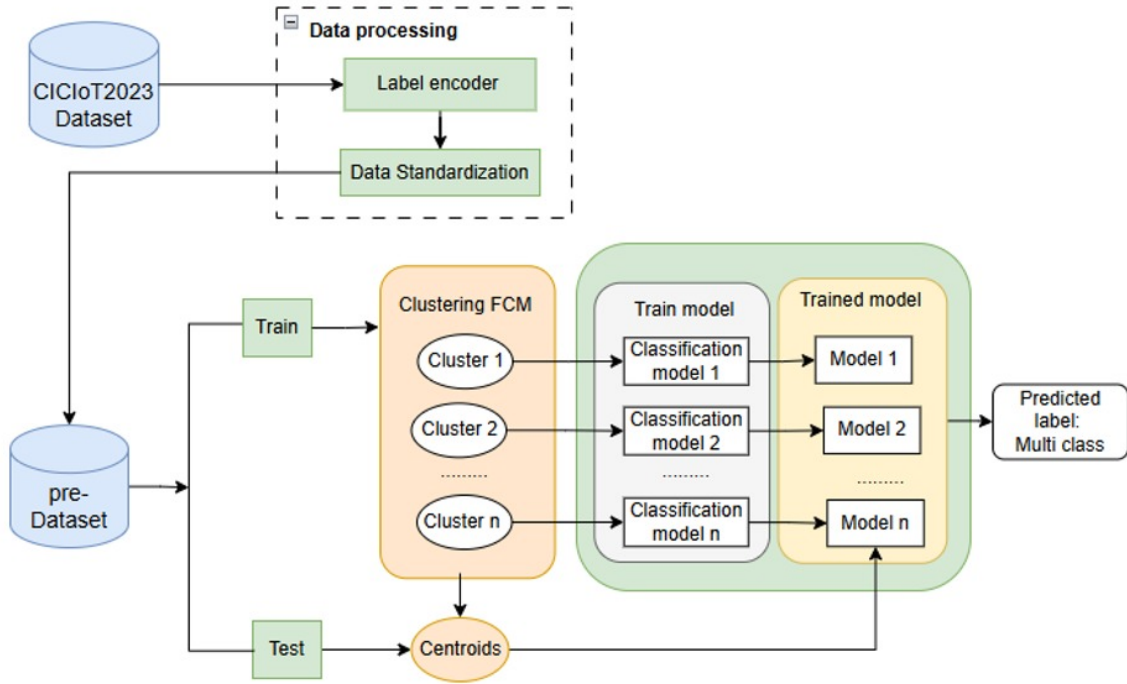 Data processing
CICIoT2023
Dataset
Label encoder
Data Standardization
Clustering FCM
Train model
Trained model
Train
Cluster 1
Classification
model 1
Model 1
Cluster 2
Classification
model 2
Model 2
Predicted
label:
Multi class
.........
.........
.........
pre-
Dataset
Cluster n
Classification
model n
Model n
Test
Centroids